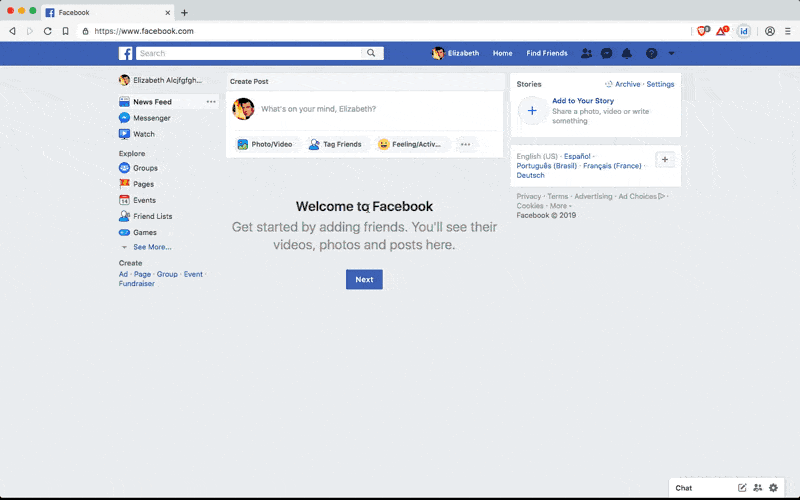 Facebook
https://www.facebook.com
Search
Elizabeth
Home
Find Friends
Elizabeth Alcjfgfgh...
News Feed
Messenger
Watch
Explore
Groups
Pages
Events
Friend Lists
Games
See More...
Create
Ad · Page · Group · Event ·
Fundraiser
Create Post
What's on your mind, Elizabeth?
Photo/Video
Tag Friends
Feeling/Activ...
Welcome to Facebook
Get started by adding friends. You'll see their
videos, photos and posts here.
Next
Stories
Archive · Settings
Add to Your Story
Share a photo, video or write
something
English (US) · Español ·
Português (Brasil) · Français (France) ·
Deutsch
Privacy · Terms · Advertising · Ad Choices ·
Cookies · More
Facebook © 2019
Chat